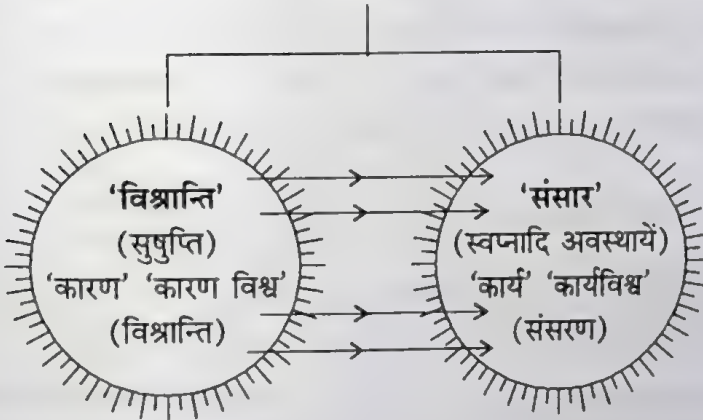 ‘विश्रान्ति’
(सुषुप्ति)
‘कारण’ ‘कारण विश्व’
(विश्रान्ति)
‘संसार’
(स्वप्नादि अवस्थायें)
‘कार्य’ ‘कार्यविश्व’
(संसरण)